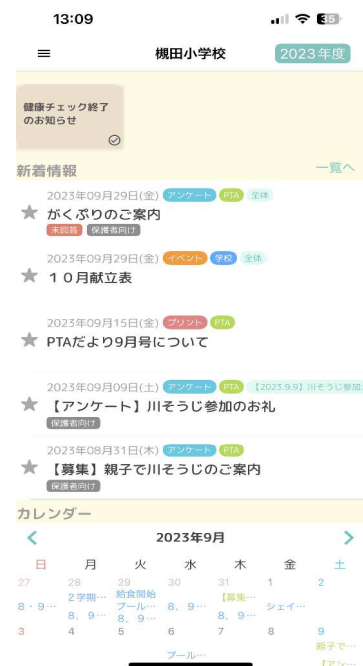 13:09
35
槻田小学校
2023年度
健康チェック終了
のお知らせ
新着情報
一覧へ
2023年09月29日(金) アンケート PTA 全体
がくぷりのご案内
未回答 保護者向け
2023年09月29日(金) イベント 学校 全体
１０月献立表
2023年09月15日(金) プリント PTA
PTAだより9月号について
2023年09月09日(土) アンケート PTA 【2023.9.9】川そうじ参加
【アンケート】川そうじ参加のお礼
保護者向け
2023年08月31日(木) アンケート PTA
【募集】親子で川そうじのご案内
保護者向け
カレンダー
2023年9月
日 月 火 水 木 金 土
27 28 29 30 31 1 2
8・9… 2学期… 給食開始 8．9… 【募集… シェイ…
8．9… プール… 8．9…
8．9…
3 4 5 6 7 8 9
プール… 親子で…
【アン…